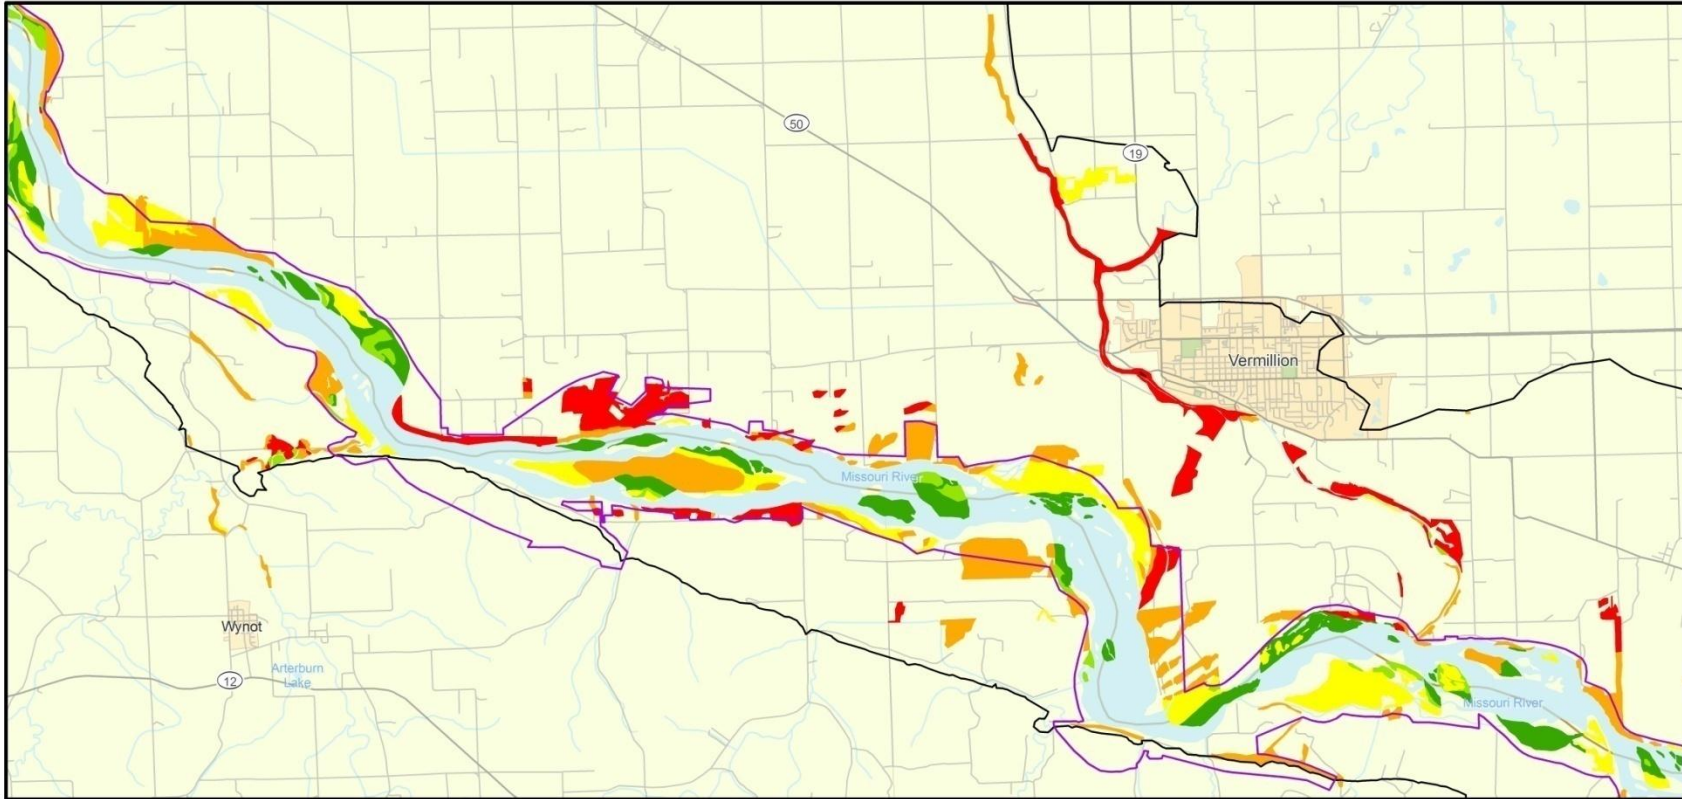 50
19
Vermillion
Missouri River
Wynot
Arterburn
Lake
12
Missouri River